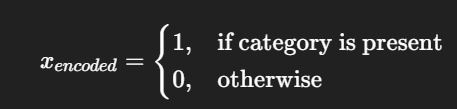 1, if category is present
x_encoded =
0, otherwise